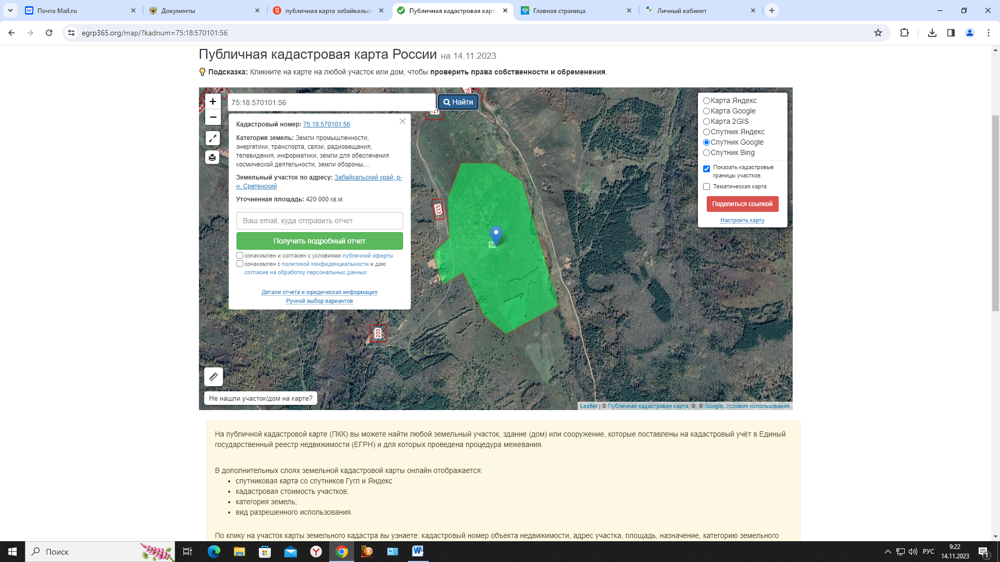 Почта Mail.ru
Документы
публичная карта забайкальск
Публичная кадастровая карта
Главная страница
Личный кабинет
egrp365.org/map/?kadnum=75:18:570101:56
Публичная кадастровая карта России на 14.11.2023
Подсказка: Кликните на карте на любой участок или дом, чтобы проверить права собственности и обременения.
+
−
75:18:570101:56
Найти
121
Кадастровый номер: 75:18:570101:56
Категория земель: Земли промышленности,
энергетики, транспорта, связи, радиовещания,
телевидения, информатики, земли для обеспечения
космической деятельности, земли обороны,...
Земельный участок по адресу: Забайкальский край, р-
н. Сретенский
Уточненная площадь: 420 000 кв.м.
Ваш email, куда отправить отчет
Получить подробный отчет
ознакомлен и согласен с условиями публичной оферты
ознакомлен с политикой конфиденциальности и даю
согласие на обработку персональных данных
Детали отчета и юридическая информация
Ручной выбор вариантов
533
56
203
Карта Яндекс
Карта Google
Карта 2GIS
Спутник Яндекс
Спутник Google
Спутник Bing
Показать кадастровые
границы участков
Тематическая карта
Поделиться ссылкой
Настроить карту
Не нашли участок/дом на карте?
Leaflet | © Публичная кадастровая карта, ©, © Google, Условия использования
На публичной кадастровой карте (ПКК) вы можете найти любой земельный участок, здание (дом) или сооружение, которые поставлены на кадастровый учёт в Единый
государственный реестр недвижимости (ЕГРН) и для которых проведена процедура межевания.
В дополнительных слоях земельной кадастровой карты онлайн отображается:
• спутниковая карта со спутников Гугл и Яндекс
• кадастровая стоимость участков;
• категория земель;
• вид разрешенного использования.
По клику на участок карты земельного кадастра вы узнаете: кадастровый номер объекта недвижимости, адрес участка, площадь, назначение, категорию земельного
Поиск
РУС
9:22
14.11.2023
1